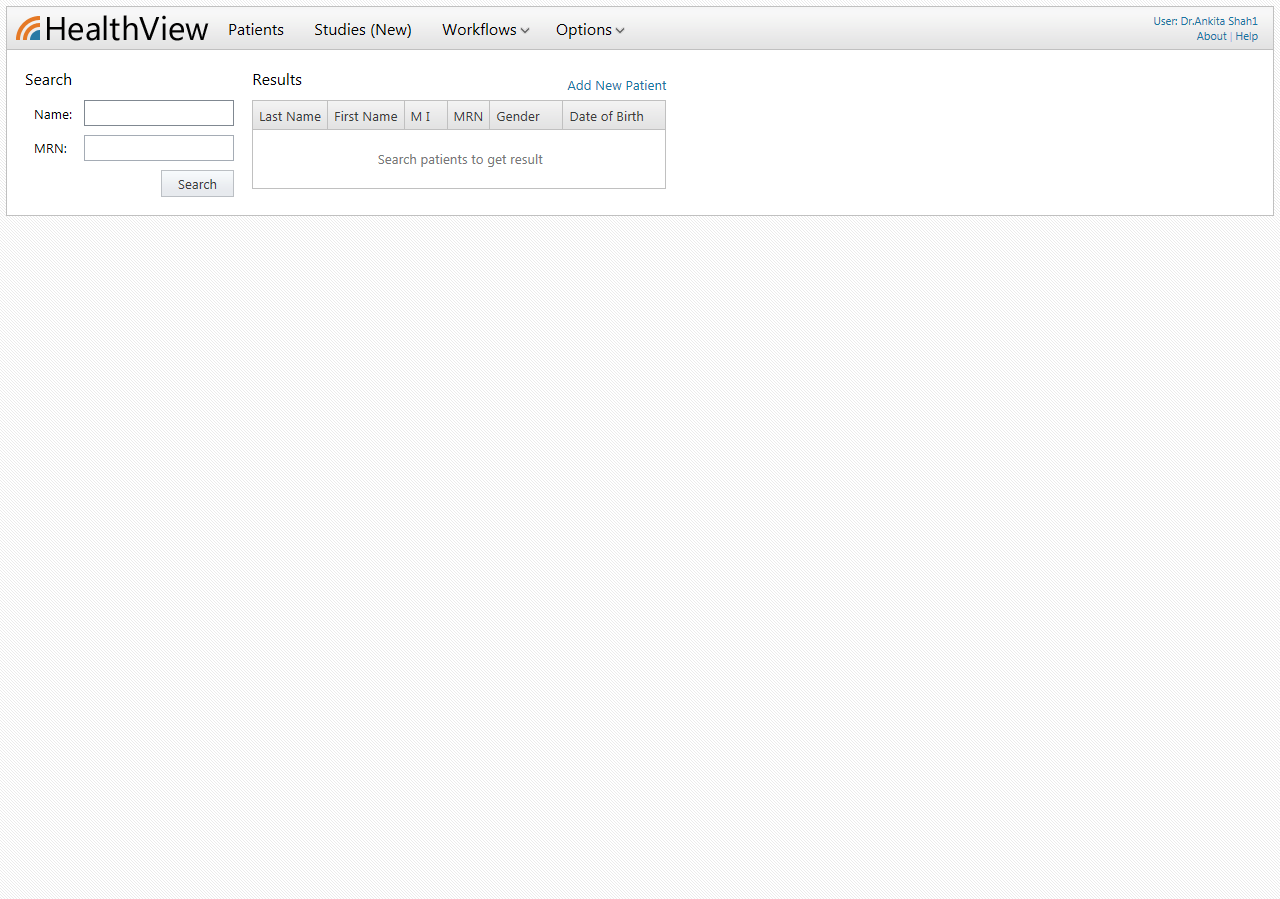 HealthView Patients Studies (New) Workflows Options
User: Dr.Ankita Shah1
About | Help
Search
Name:
MRN:
Search
Results
Add New Patient
Last Name First Name M I MRN Gender Date of Birth
Search patients to get result